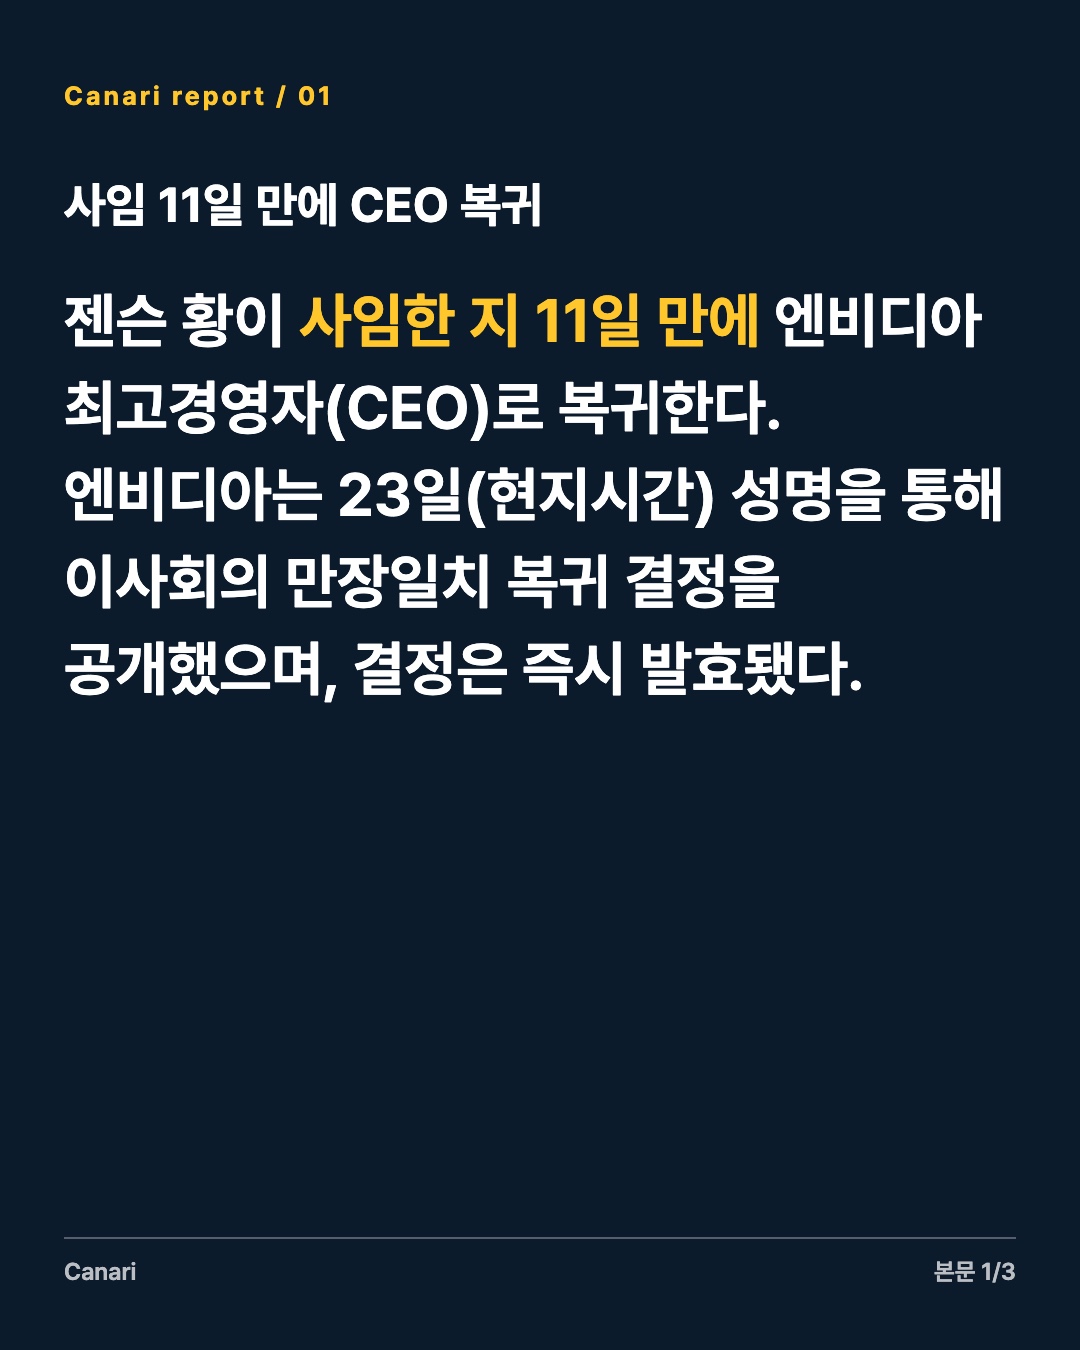 Canari report / 01
사임 11일 만에 CEO 복귀
젠슨 황이 사임한 지 11일 만에 엔비디아
최고경영자(CEO)로 복귀한다.
엔비디아는 23일(현지시간) 성명을 통해
이사회의 만장일치 복귀 결정을
공개했으며, 결정은 즉시 발효됐다.
Canari
본문 1/3